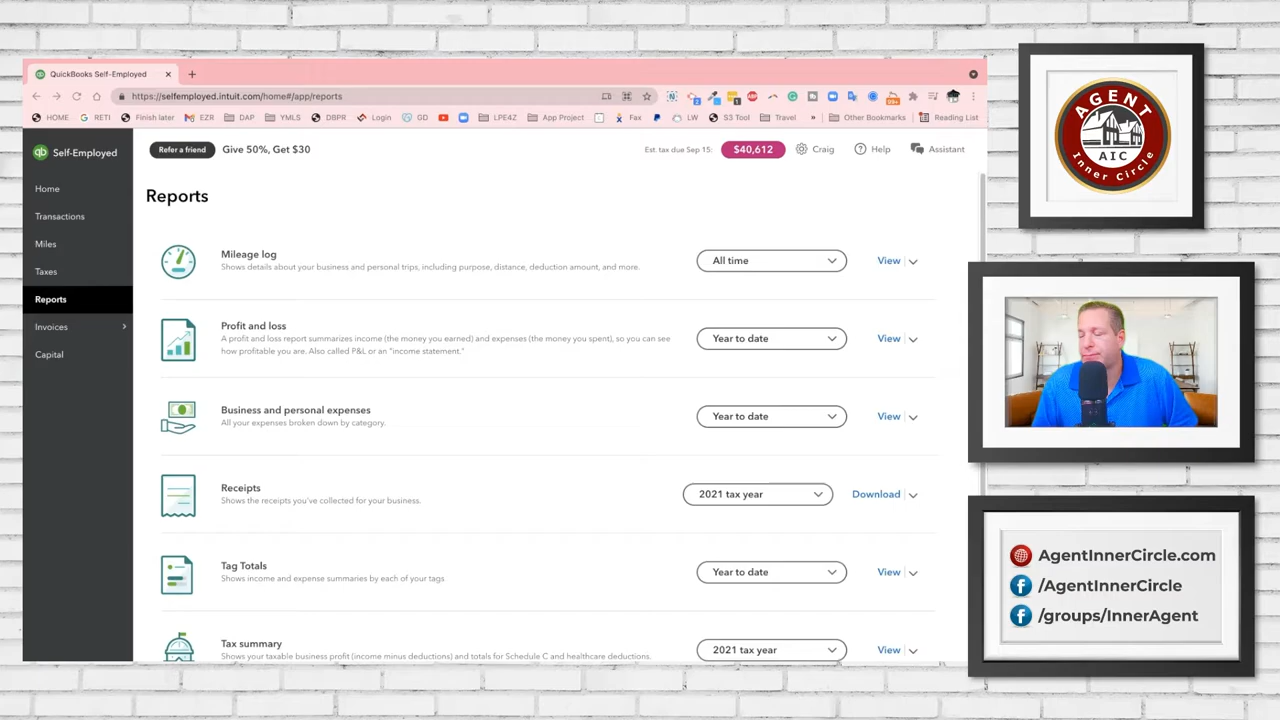 QuickBooks Self-Employed
https://selfemployed.intuit.com/home#/app/reports
HOME
RETI
Finish later
EZR
DAP
YMLS
DBPR
Login
GD
LPE4Z
App Project
Fax
LW
S3 Tool
Travel
»
Other Bookmarks
Reading List
qb Self-Employed
Refer a friend
Give 50%, Get $30
Est. tax due Sep 15:
$40,612
Craig
Help
Assistant
Home
Transactions
Miles
Taxes
Reports
Invoices
Capital
Reports
Mileage log
Shows details about your business and personal trips, including purpose, distance, deduction amount, and more.
All time
View
Profit and loss
A profit and loss report summarizes income (the money you earned) and expenses (the money you spent), so you can see
how profitable you are. Also called P&L or an "income statement."
Year to date
View
Business and personal expenses
All your expenses broken down by category.
Year to date
View
Receipts
Shows the receipts you've collected for your business.
2021 tax year
Download
Tag Totals
Shows income and expense summaries by each of your tags
Year to date
View
Tax summary
Shows your taxable business profit (income minus deductions) and totals for Schedule C and healthcare deductions.
2021 tax year
View
AGENT
AIC
Inner Circle
AgentInnerCircle.com
/AgentInnerCircle
/groups/InnerAgent